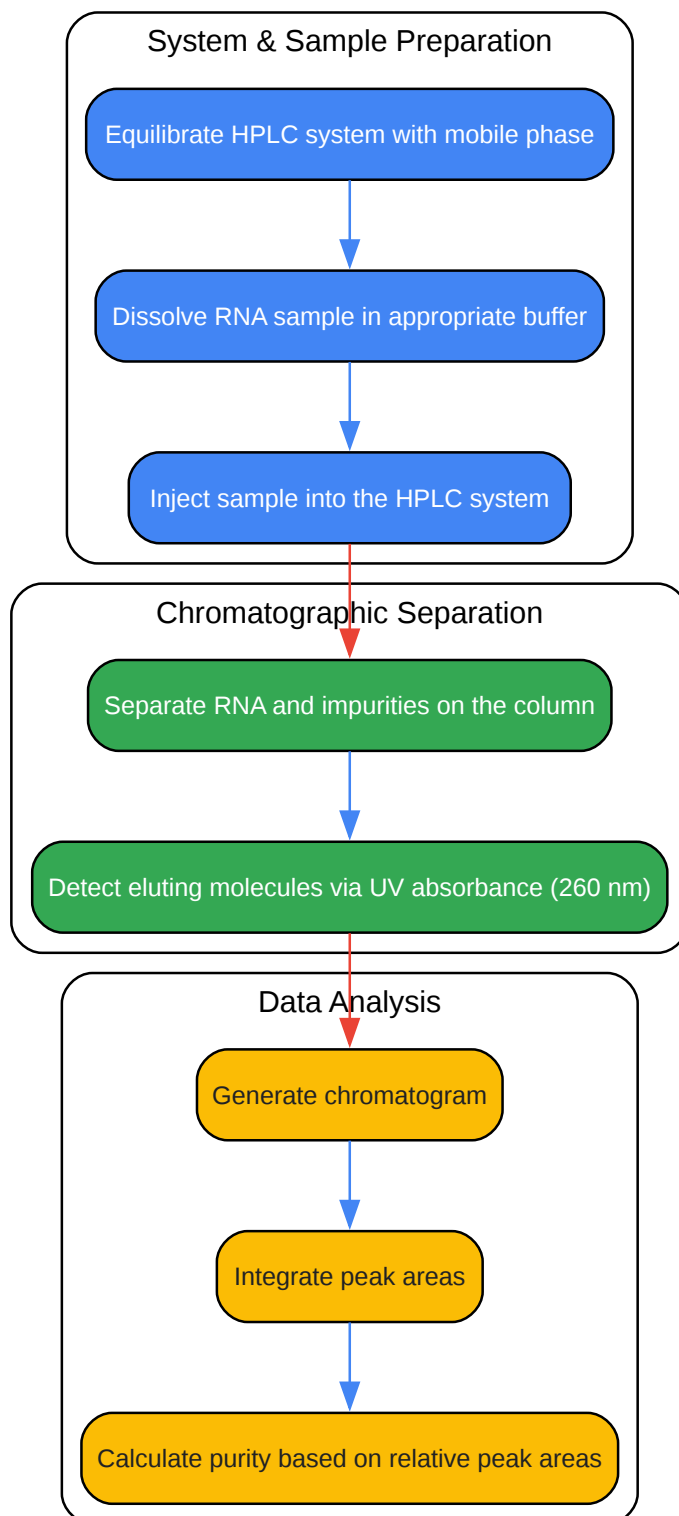 System & Sample Preparation
Equilibrate HPLC system with mobile phase
Dissolve RNA sample in appropriate buffer
Inject sample into the HPLC system
Chromatographic Separation
Separate RNA and impurities on the column
Detect eluting molecules via UV absorbance (260 nm)
Data Analysis
Generate chromatogram
Integrate peak areas
Calculate purity based on relative peak areas